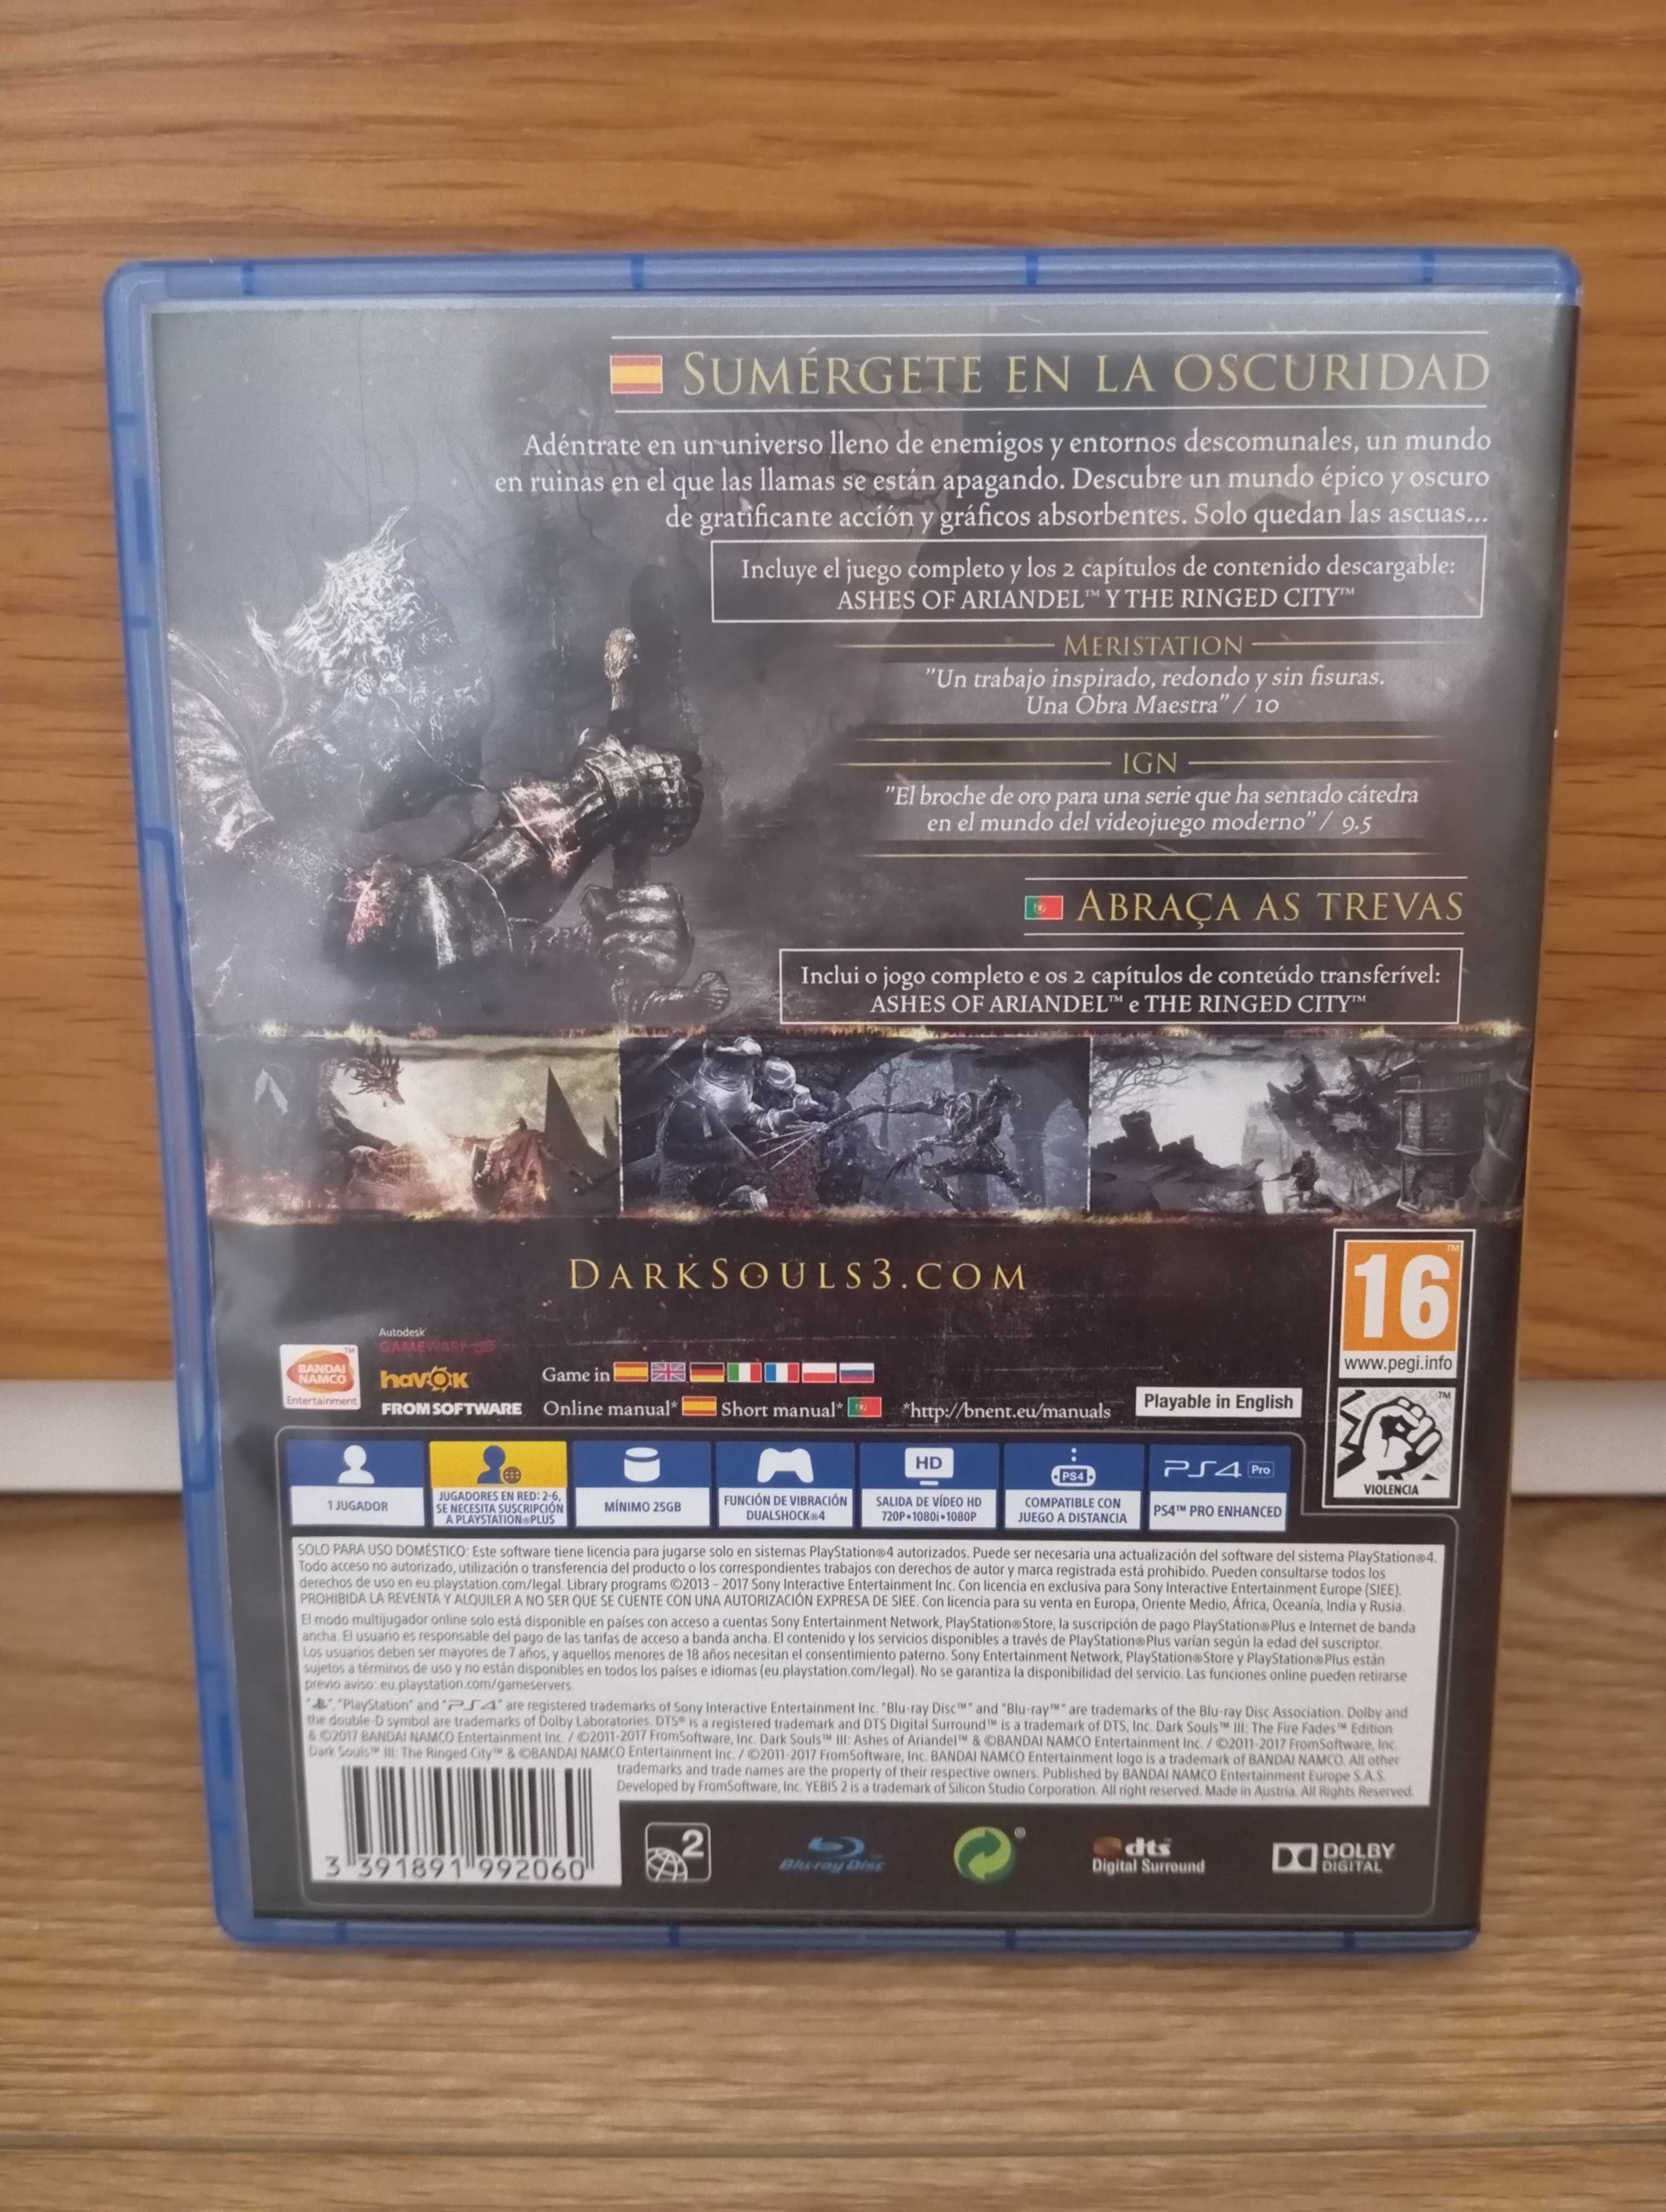 SUMÉRGETE EN LA OSCURIDAD
Adéntrate en un universo lleno de enemigos y entornos descomunales, un mundo
en ruinas en el que las llamas se están apagando. Descubre un mundo épico y oscuro
de gratificante acción y gráficos absorbentes. Solo quedan las ascuas...
Incluye el juego completo y los 2 capítulos de contenido descargable:
ASHES OF ARIANDEL™ Y THE RINGED CITY™
MERISTATION
"Un trabajo inspirado, redondo y sin fisuras.
Una Obra Maestra" / 10
IGN
"El broche de oro para una serie que ha sentado cátedra
en el mundo del videojuego moderno" / 9.5
ABRAÇA AS TREVAS
Inclui o jogo completo e os 2 capítulos de conteúdo transferível:
ASHES OF ARIANDEL™ e THE RINGED CITY™
DARKSOULS3.COM
16™
www.pegi.info
™
VIOLENCIA
Autodesk
GAMEWARE
BANDAI
NAMCO
Entertainment
™
havok
FROMSOFTWARE
Game in
Online manual* Short manual* *http://bnent.eu/manuals
Playable in English
1 JUGADOR
JUGADORES EN RED: 2-6,
SE NECESITA SUSCRIPCIÓN
A PLAYSTATION®PLUS
MÍNIMO 25GB
FUNCIÓN DE VIBRACIÓN
DUALSHOCK®4
HD
SALIDA DE VÍDEO HD
720P•1080i•1080P
PS4
COMPATIBLE CON
JUEGO A DISTANCIA
PS4 Pro
PS4™ PRO ENHANCED
SOLO PARA USO DOMÉSTICO: Este software tiene licencia para jugarse solo en sistemas PlayStation®4 autorizados. Puede ser necesaria una actualización del software del sistema PlayStation®4.
Todo acceso no autorizado, utilización o transferencia del producto o los correspondientes trabajos con derechos de autor y marca registrada está prohibido. Pueden consultarse todos los
derechos de uso en eu.playstation.com/legal. Library programs ©2013 – 2017 Sony Interactive Entertainment Inc. Con licencia en exclusiva para Sony Interactive Entertainment Europe (SIEE).
PROHIBIDA LA REVENTA Y ALQUILER A NO SER QUE SE CUENTE CON UNA AUTORIZACIÓN EXPRESA DE SIEE. Con licencia para su venta en Europa, Oriente Medio, África, Oceanía, India y Rusia.
El modo multijugador online solo está disponible en países con acceso a cuentas Sony Entertainment Network, PlayStation®Store, la suscripción de pago PlayStation®Plus e Internet de banda
ancha. El usuario es responsable del pago de las tarifas de acceso a banda ancha. El contenido y los servicios disponibles a través de PlayStation®Plus varían según la edad del suscriptor.
Los usuarios deben ser mayores de 7 años, y aquellos menores de 18 años necesitan el consentimiento paterno. Sony Entertainment Network, PlayStation®Store y PlayStation®Plus están
sujetos a términos de uso y no están disponibles en todos los países e idiomas (eu.playstation.com/legal). No se garantiza la disponibilidad del servicio. Las funciones online pueden retirarse
previo aviso: eu.playstation.com/gameservers.
" ", "PlayStation" and "PS4" are registered trademarks of Sony Interactive Entertainment Inc. "Blu-ray Disc™" and "Blu-ray™" are trademarks of the Blu-ray Disc Association. Dolby and
the double-D symbol are trademarks of Dolby Laboratories. DTS® is a registered trademark and DTS Digital Surround™ is a trademark of DTS, Inc. Dark Souls™ III: The Fire Fades™ Edition
& ©2017 BANDAI NAMCO Entertainment Inc. / ©2011-2017 FromSoftware, Inc. Dark Souls™ III: Ashes of Ariandel™ & ©BANDAI NAMCO Entertainment Inc. / ©2011-2017 FromSoftware, Inc.
Dark Souls™ III: The Ringed City™ & ©BANDAI NAMCO Entertainment Inc. / ©2011-2017 FromSoftware, Inc. BANDAI NAMCO Entertainment logo is a trademark of BANDAI NAMCO. All other
trademarks and trade names are the property of their respective owners. Published by BANDAI NAMCO Entertainment Europe S.A.S.
Developed by FromSoftware, Inc. YEBIS 2 is a trademark of Silicon Studio Corporation. All right reserved. Made in Austria. All Rights Reserved.
3 391891 992060
2
Blu-ray Disc
®
dts
Digital Surround
DOLBY
DIGITAL